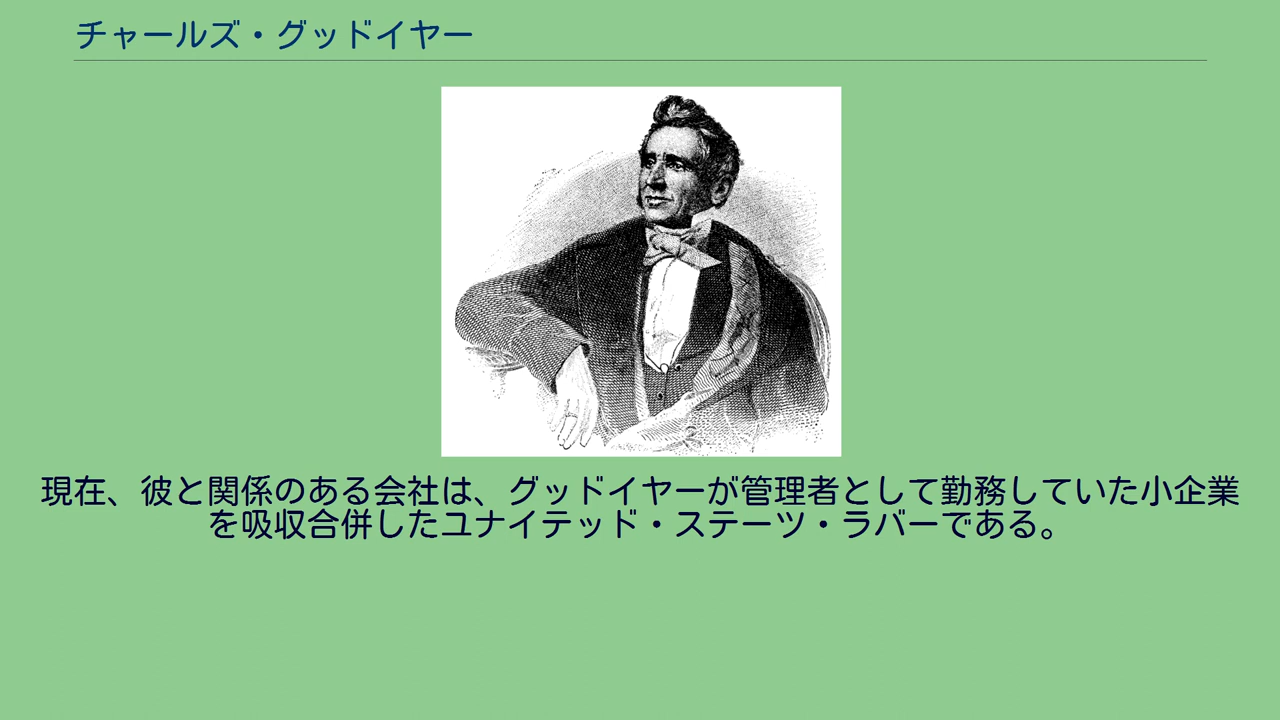 チャールズ・グッドイヤー
現在、彼と関係のある会社は、グッドイヤーが管理者として勤務していた小企業
を吸収合併したユナイテッド・ステーツ・ラバーである。